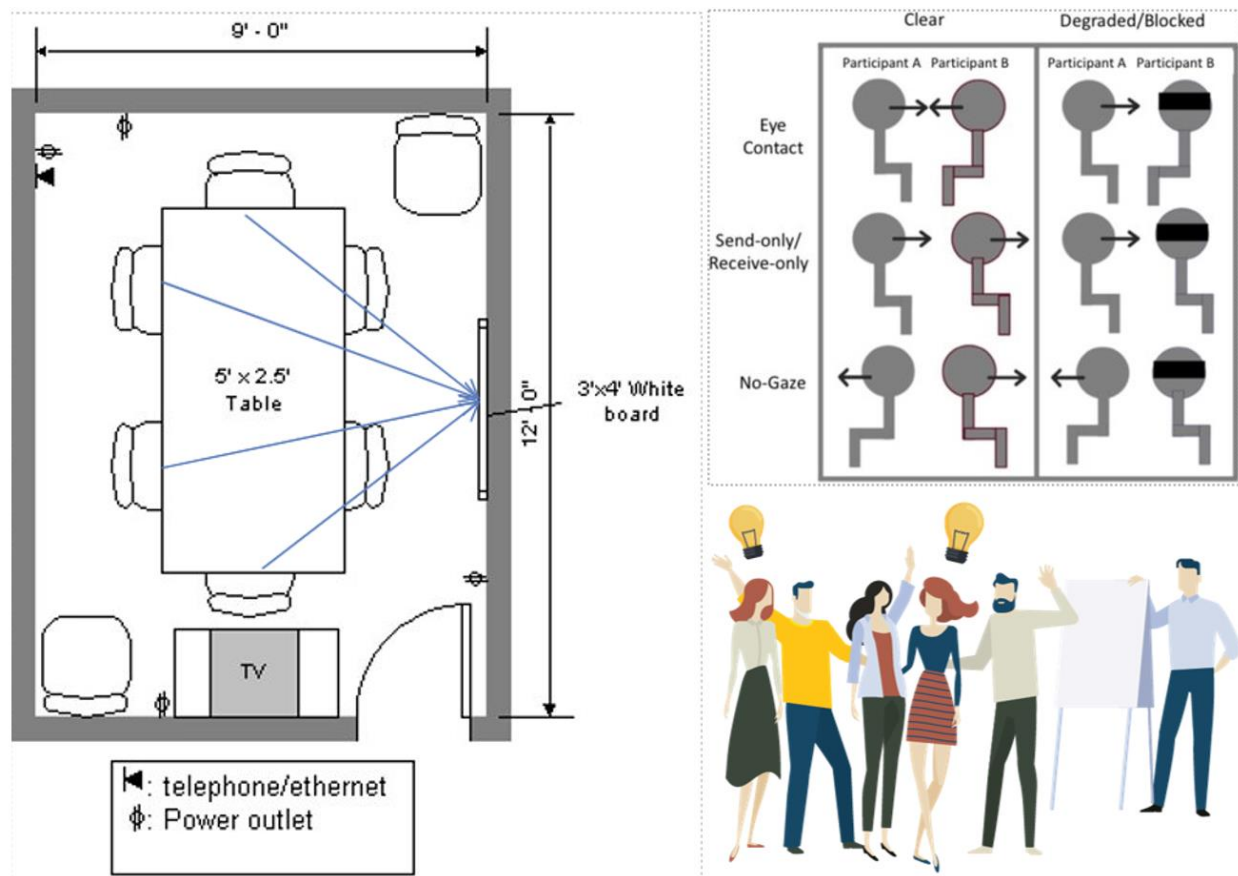 9' - 0"
5' x 2.5'
Table
12' - 0"
3'x4' White
board
TV
: telephone/ethernet
: Power outlet
Clear
Degraded/Blocked
Participant A Participant B
Participant A Participant B
Eye
Contact
Send-only/
Receive-only
No-Gaze